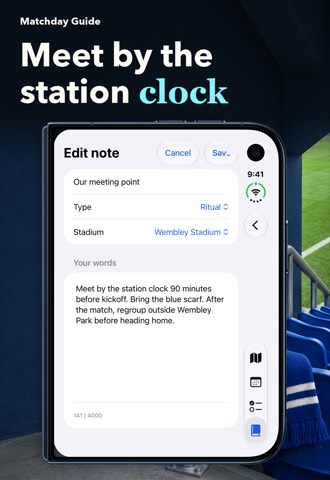 Matchday Guide
Meet by the
station clock
Edit note
Cancel
Sav..
9:41
Our meeting point
Type
Ritual
Stadium
Wembley Stadium
Your words
Meet by the station clock 90 minutes
before kickoff. Bring the blue scarf. After
the match, regroup outside Wembley
Park before heading home.
141 / 4000